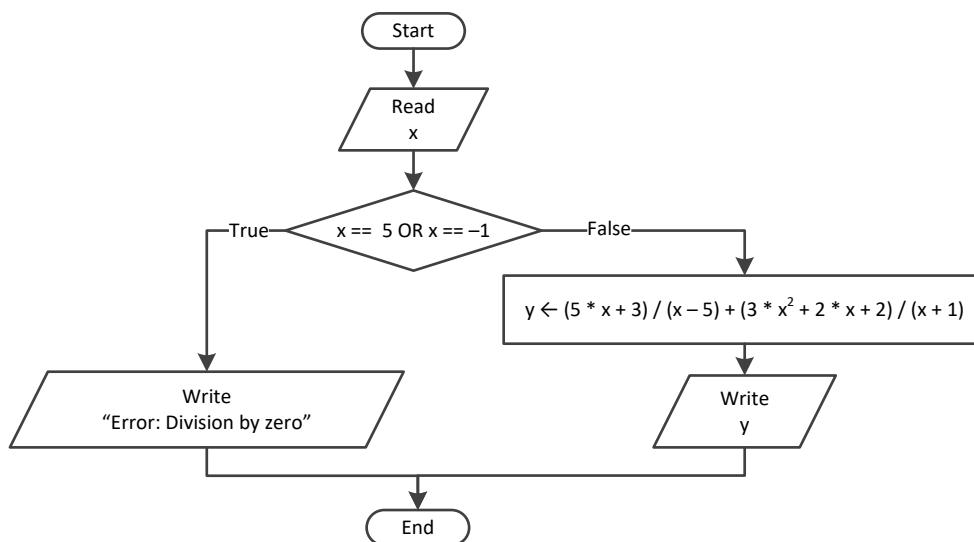 Start
Read
x
x == 5 OR x == –1
True
False
y ← (5 * x + 3) / (x – 5) + (3 * x² + 2 * x + 2) / (x + 1)
Write
“Error: Division by zero”
Write
y
End